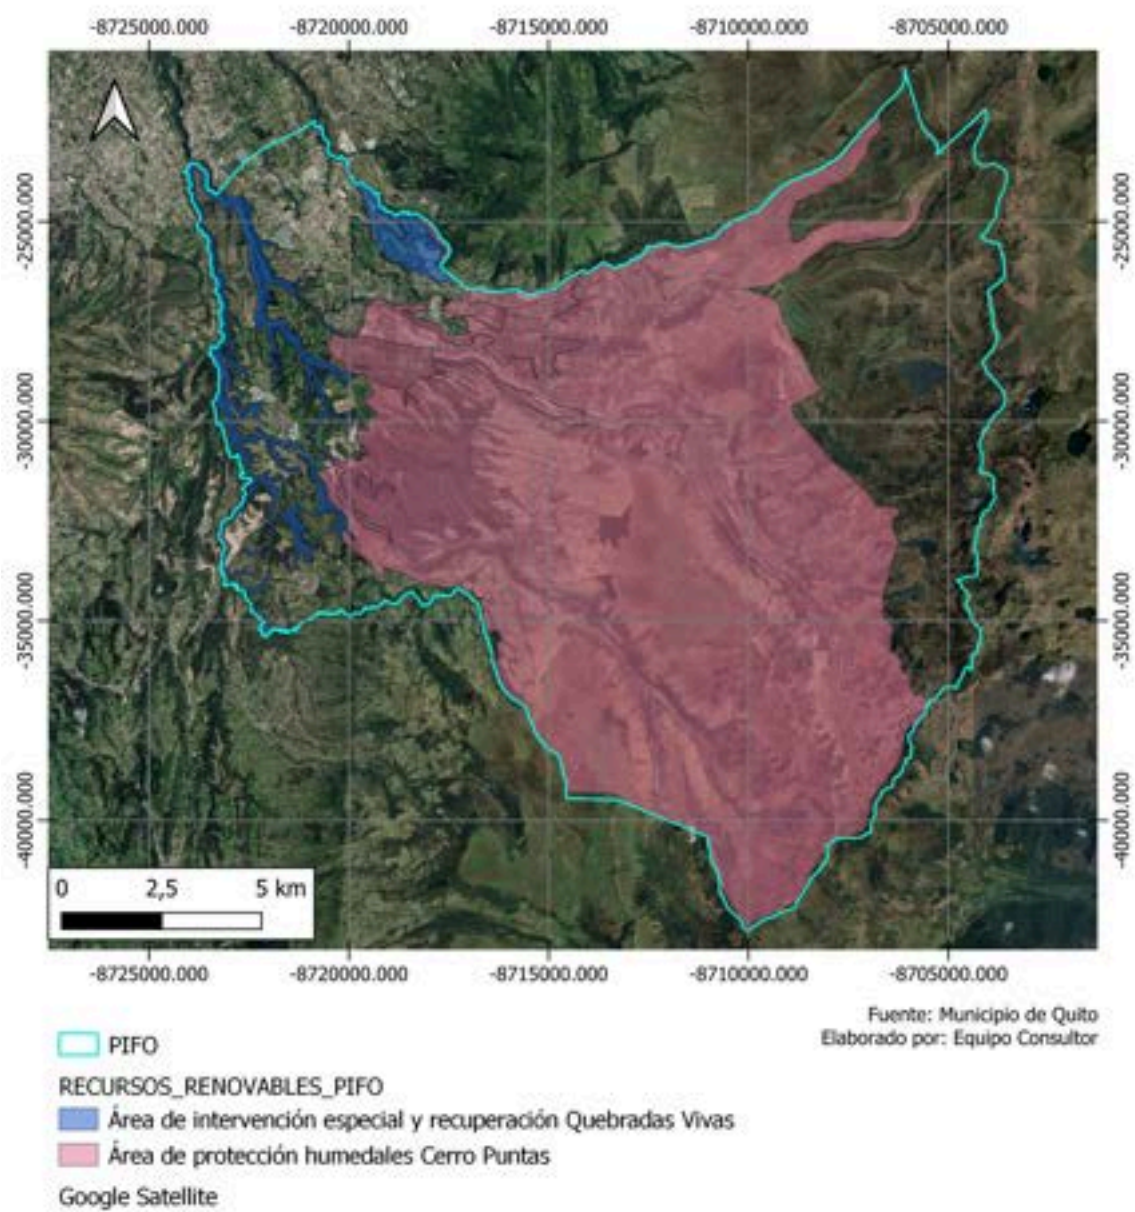 -8725000.000 -8720000.000 -8715000.000 -8710000.000 -8705000.000
-25000.000 -25000.000
-30000.000 -30000.000
-35000.000 -35000.000
-40000.000 -40000.000
0 2,5 5 km
-8725000.000 -8720000.000 -8715000.000 -8710000.000 -8705000.000
Fuente: Municipio de Quito
Elaborado por: Equipo Consultor
PIFO
RECURSOS_RENOVABLES_PIFO
Área de intervención especial y recuperación Quebradas Vivas
Área de protección humedales Cerro Puntas
Google Satellite